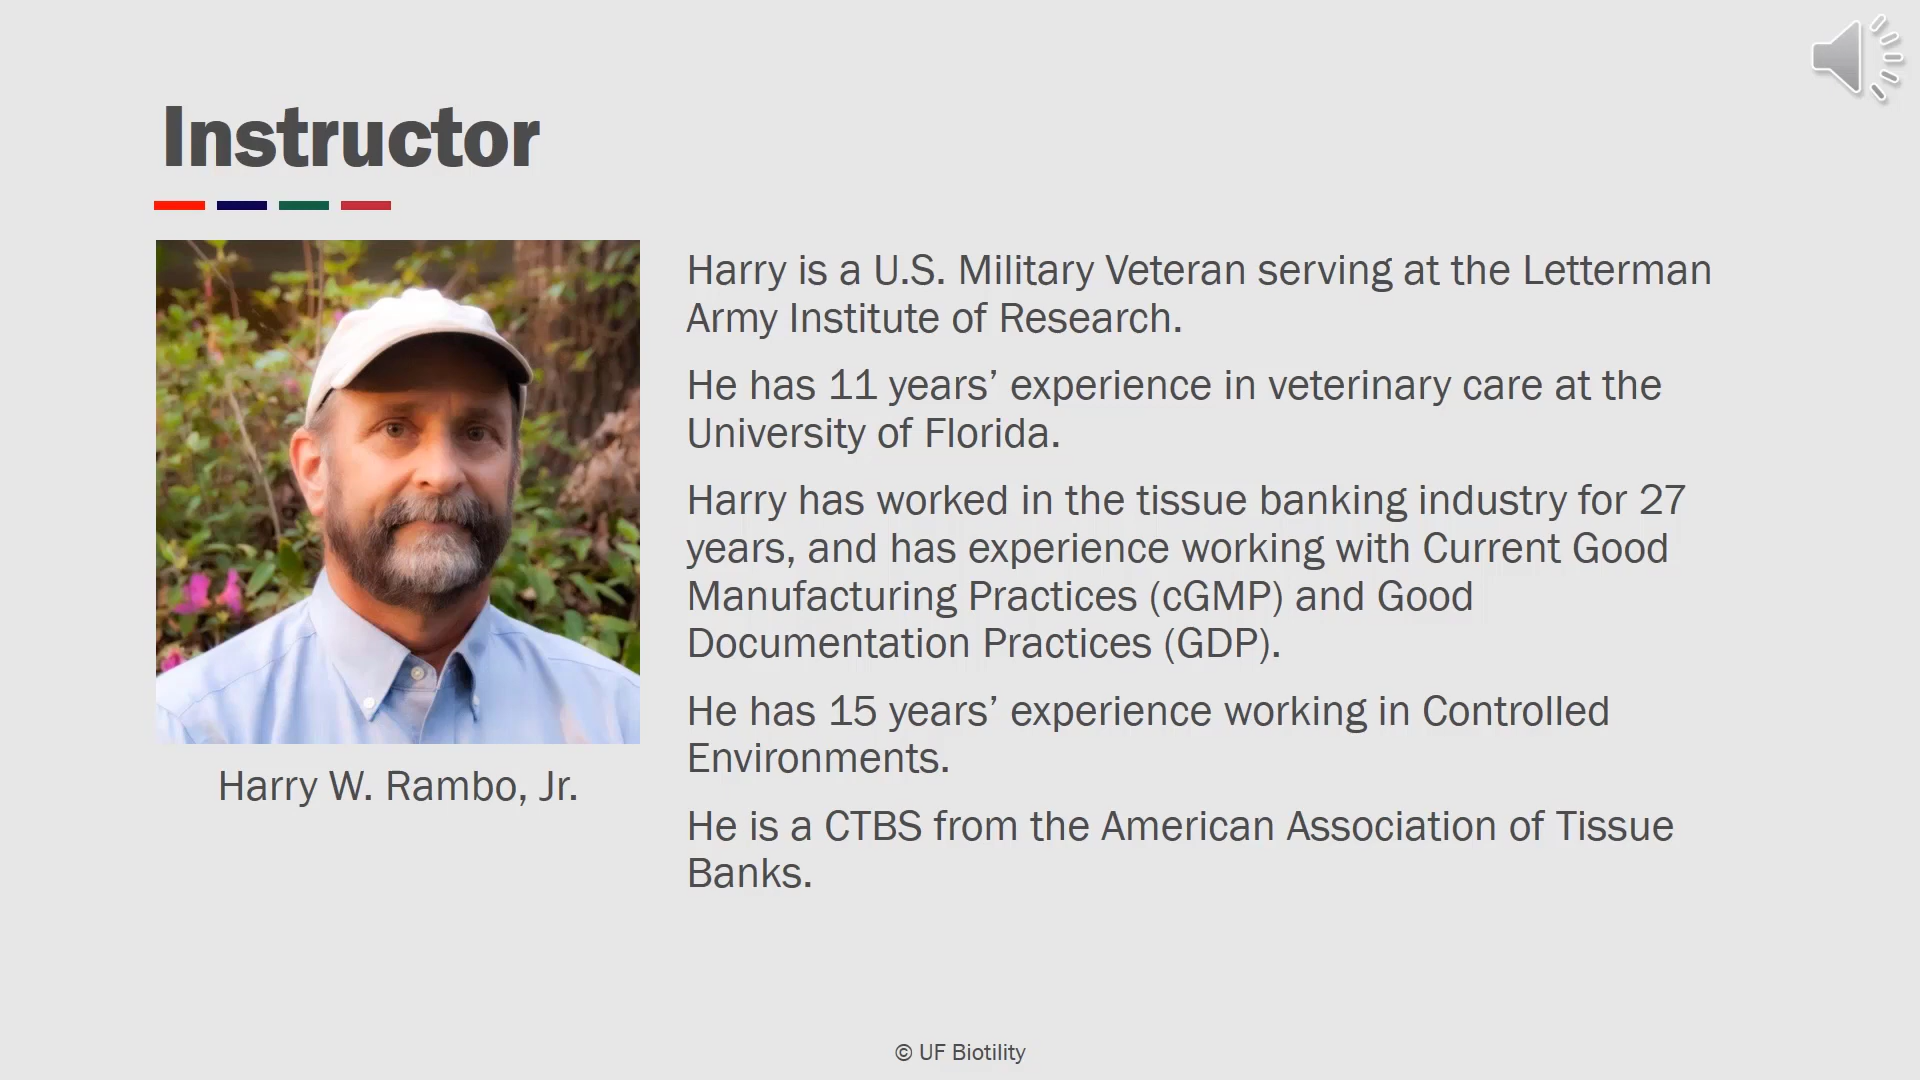 Instructor
Harry is a U.S. Military Veteran serving at the Letterman
Army Institute of Research.
He has 11 years’ experience in veterinary care at the
University of Florida.
Harry has worked in the tissue banking industry for 27
years, and has experience working with Current Good
Manufacturing Practices (cGMP) and Good
Documentation Practices (GDP).
He has 15 years’ experience working in Controlled
Environments.
He is a CTBS from the American Association of Tissue
Banks.
Harry W. Rambo, Jr.
© UF Biotility